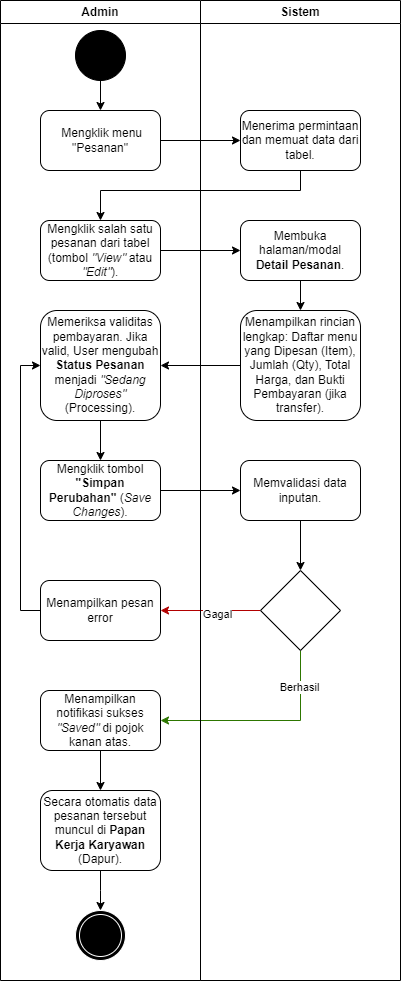 Admin
Sistem
Mengklik menu
"Pesanan"
Menerima permintaan
dan memuat data dari
tabel.
Mengklik salah satu
pesanan dari tabel
(tombol "View" atau
"Edit").
Membuka
halaman/modal
Detail Pesanan.
Memeriksa validitas
pembayaran. Jika
valid, User mengubah
Status Pesanan
menjadi "Sedang
Diproses"
(Processing).
Menampilkan rincian
lengkap: Daftar menu
yang Dipesan (Item),
Jumlah (Qty), Total
Harga, dan Bukti
Pembayaran (jika
transfer).
Mengklik tombol
"Simpan
Perubahan" (Save
Changes).
Memvalidasi data
inputan.
Menampilkan pesan
error
Gagal
Berhasil
Menampilkan
notifikasi sukses
"Saved" di pojok
kanan atas.
Secara otomatis data
pesanan tersebut
muncul di Papan
Kerja Karyawan
(Dapur).